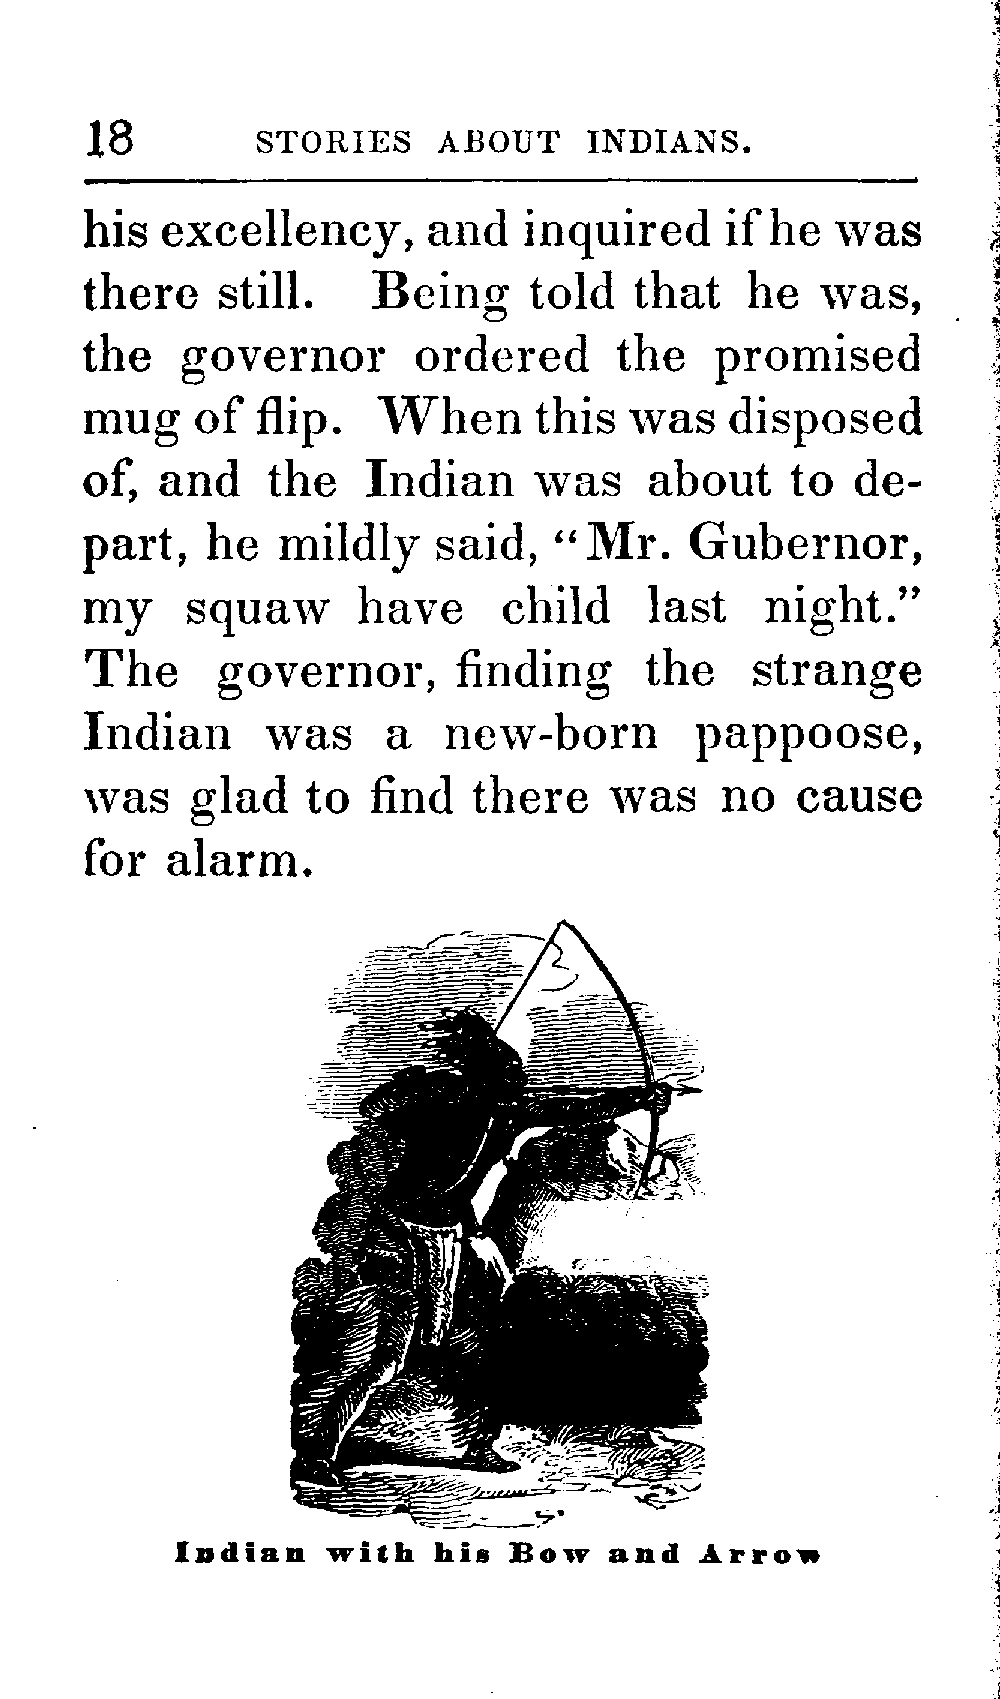 18 STORIES ABOUT INDIANS.
his excellency, and inquired if he was
there still. Being told that he was,
the governor ordered the promised
mug of flip. When this was disposed
of, and the Indian was about to de-
part, he mildly said, “Mr. Gubernor,
my squaw have child last night.”
The governor, finding the strange
Indian was a new-born pappoose,
was glad to find there was no cause
for alarm.
Indian with his Bow and Arrow